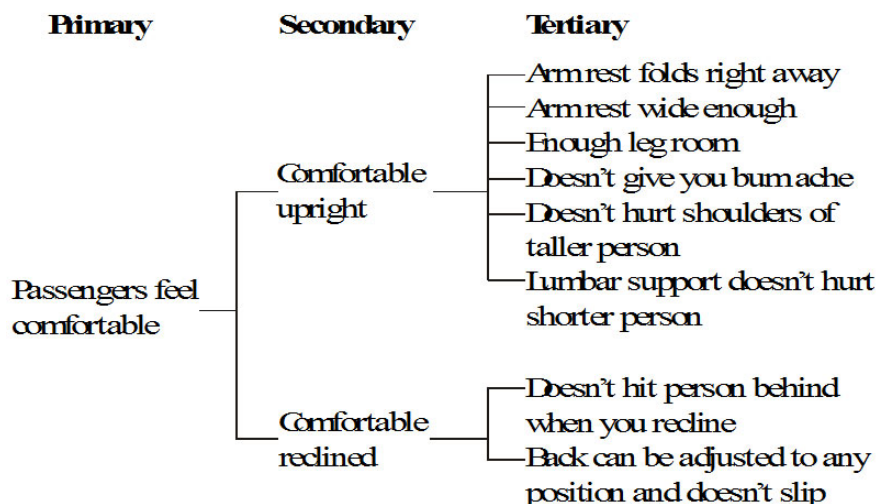 Primary Secondary Tertiary
Arm rest folds right away
Arm rest wide enough
Enough leg room
Comfortable
upright
Doesn't give you bum ache
Doesn't hurt shoulders of
taller person
Lumbar support doesn't hurt
shorter person
Passengers feel
comfortable
Comfortable
reclined
Doesn't hit person behind
when you recline
Back can be adjusted to any
position and doesn't slip